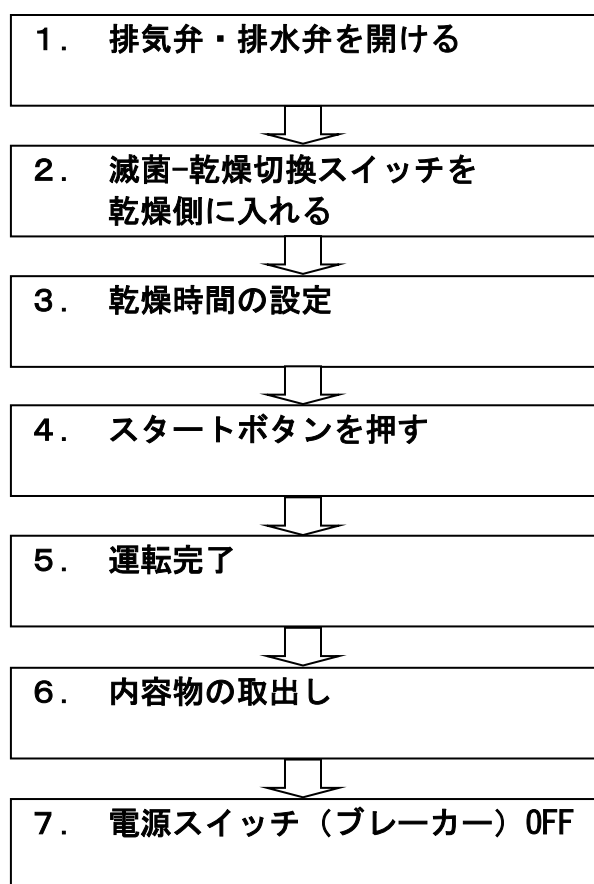 １. 排気弁・排水弁を開ける
２. 滅菌-乾燥切換スイッチを
乾燥側に入れる
３. 乾燥時間の設定
４. スタートボタンを押す
５. 運転完了
６. 内容物の取出し
７. 電源スイッチ（ブレーカー）OFF